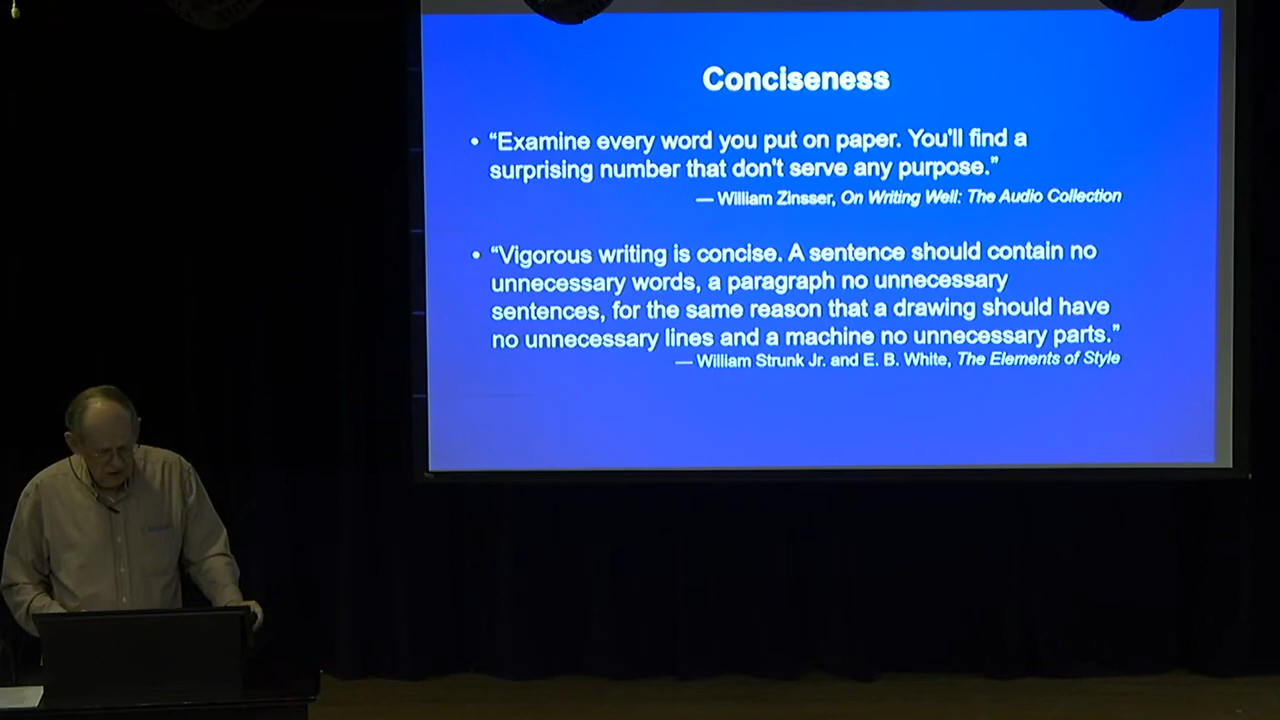 Conciseness
• “Examine every word you put on paper. You'll find a
surprising number that don't serve any purpose.”
— William Zinsser, On Writing Well: The Audio Collection
• “Vigorous writing is concise. A sentence should contain no
unnecessary words, a paragraph no unnecessary
sentences, for the same reason that a drawing should have
no unnecessary lines and a machine no unnecessary parts.”
— William Strunk Jr. and E. B. White, The Elements of Style